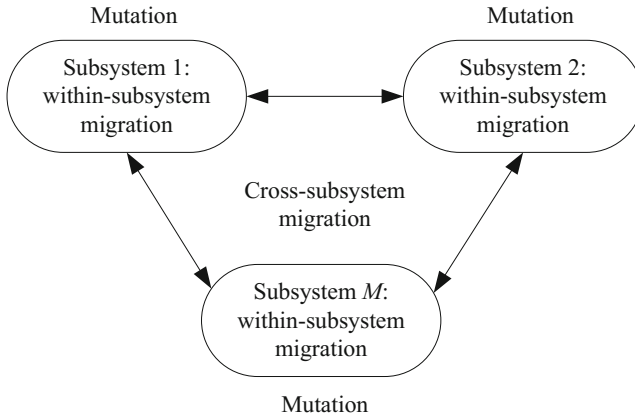 Mutation
Mutation
Subsystem 1:
within-subsystem
migration
Subsystem 2:
within-subsystem
migration
Cross-subsystem
migration
Subsystem M:
within-subsystem
migration
Mutation